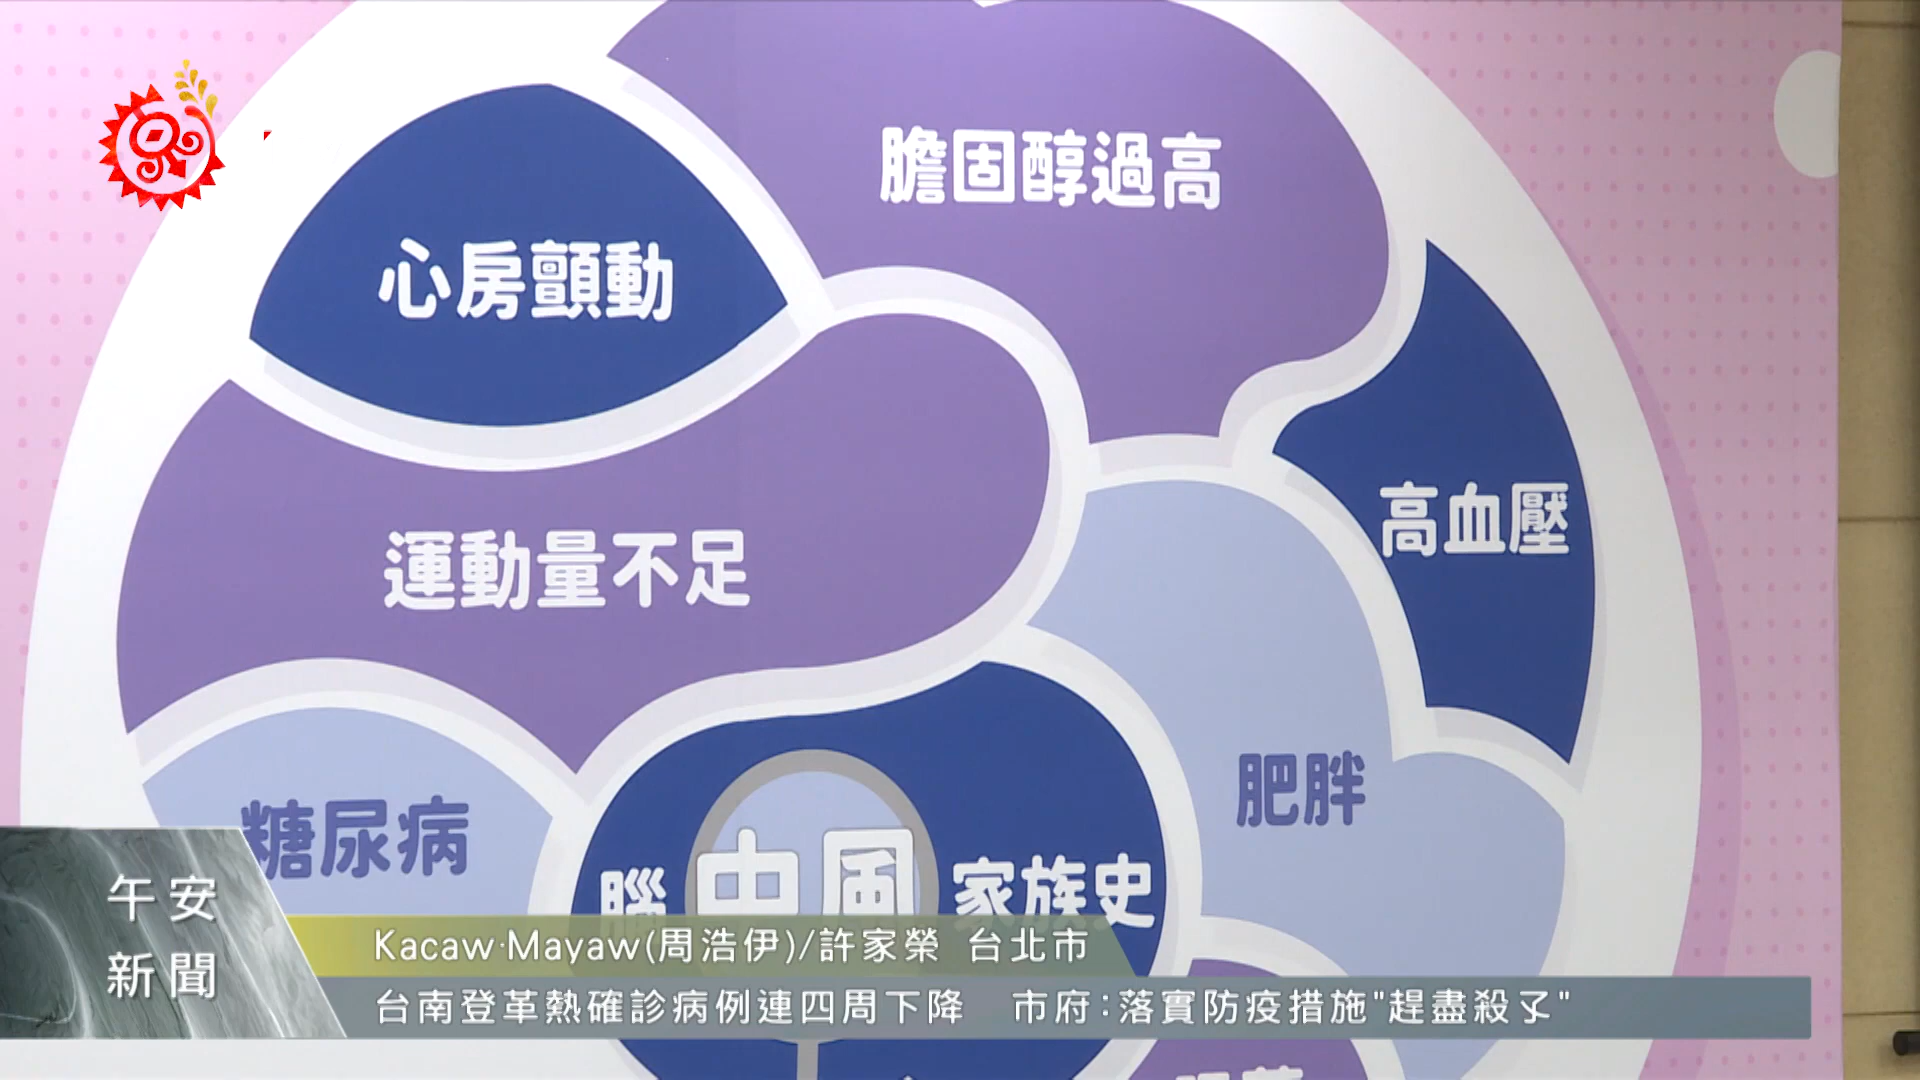 膽固醇過高
心房顫動
高血壓
運動量不足
肥胖
糖尿病
腦中風家族史
午安
新聞
Kacaw·Mayaw(周浩伊)/許家榮 台北市
台南登革熱確診病例連四周下降 市府:落實防疫措施"趕盡殺孓"